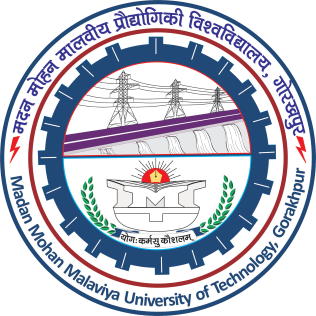 मदन मोहन मालवीय प्रौद्योगिकी विश्वविद्यालय, गोरखपुर
योगः कर्मसु कौशलम्
Madan Mohan Malaviya University of Technology, Gorakhpur